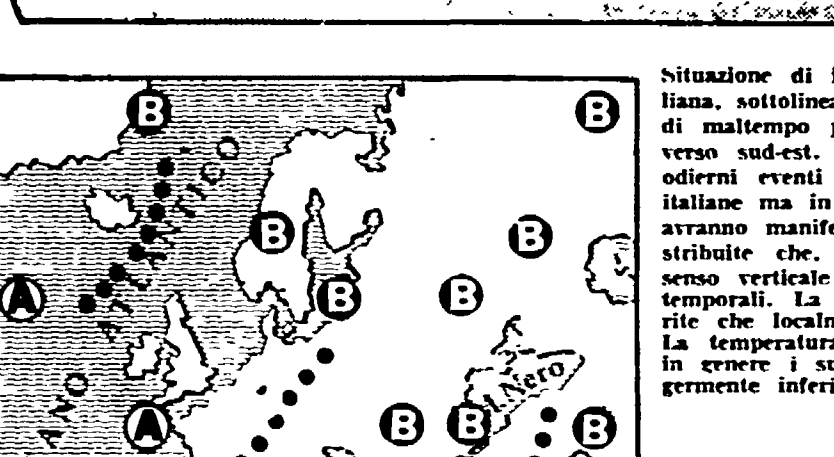 B
B
B
B
A
B
B
M.Nero
A
B
B
B
Situazione di
liana, sottolinea
di maltempo
verso sud-est.
odierni eventi
italiane ma in
avranno manife
stribuite che.
senso verticale
temporali. La
rite che localm
La temperatura
in genere i su
germente inferi